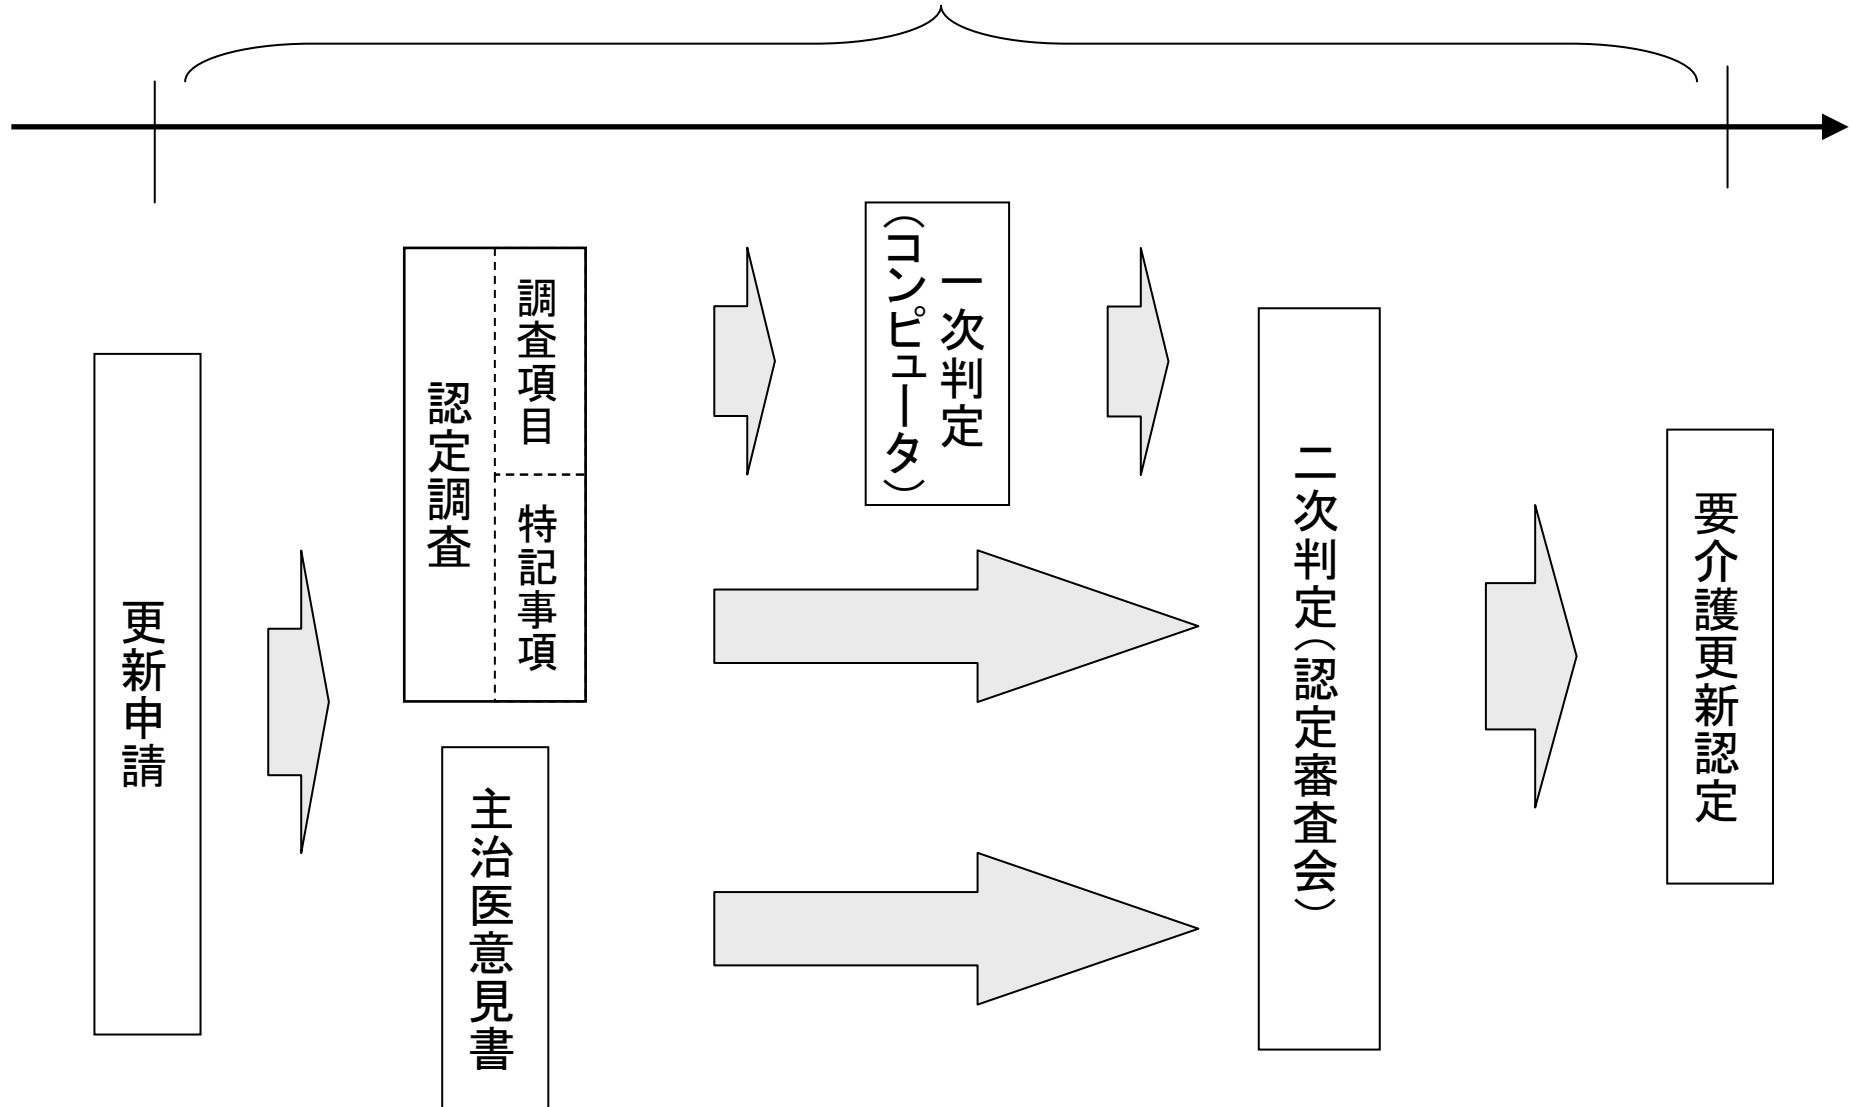 更新申請
認定調査
調査項目
特記事項
主治医意見書
一次判定
（コンピュータ）
二次判定（認定審査会）
要介護更新認定